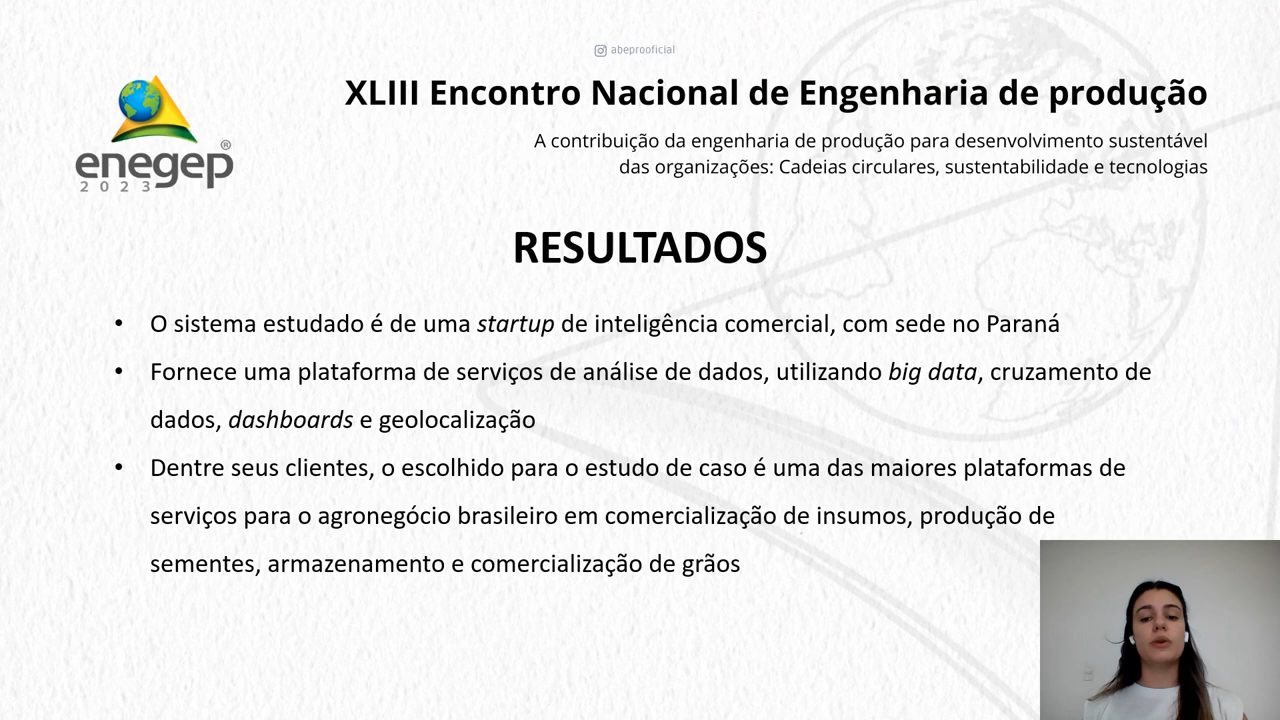 abeprooficial
XLIII Encontro Nacional de Engenharia de produção
A contribuição da engenharia de produção para desenvolvimento sustentável
das organizações: Cadeias circulares, sustentabilidade e tecnologias
enegep®
2023
RESULTADOS
• O sistema estudado é de uma startup de inteligência comercial, com sede no Paraná
• Fornece uma plataforma de serviços de análise de dados, utilizando big data, cruzamento de
dados, dashboards e geolocalização
• Dentre seus clientes, o escolhido para o estudo de caso é uma das maiores plataformas de
serviços para o agronegócio brasileiro em comercialização de insumos, produção de
sementes, armazenamento e comercialização de grãos